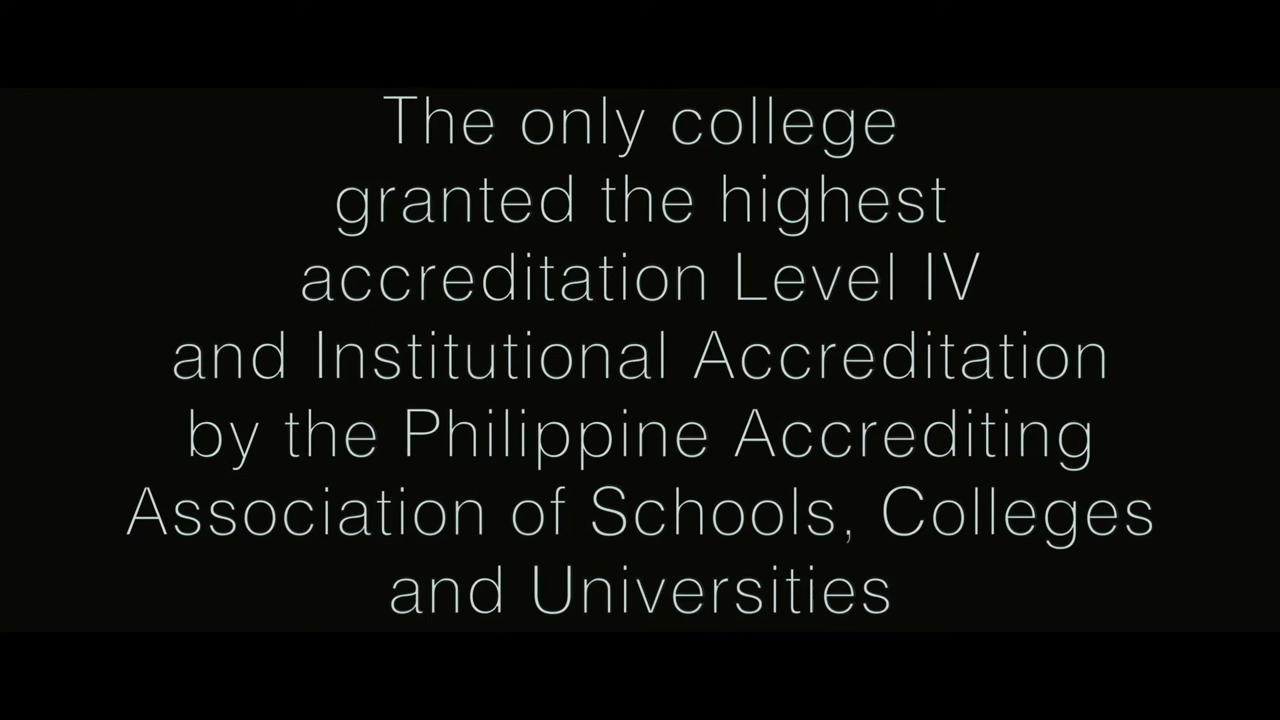 The only college
granted the highest
accreditation Level IV
and Institutional Accreditation
by the Philippine Accrediting
Association of Schools, Colleges
and Universities